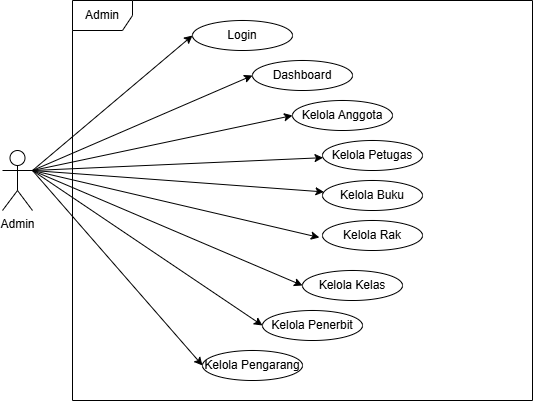 Admin
Login
Dashboard
Kelola Anggota
Kelola Petugas
Kelola Buku
Admin
Kelola Rak
Kelola Kelas
Kelola Penerbit
Kelola Pengarang